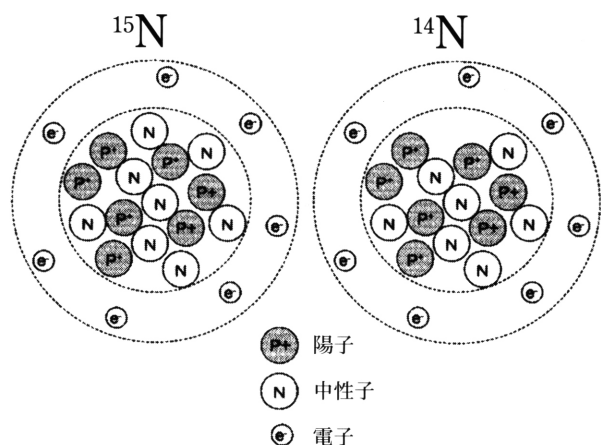 ¹⁵N ¹⁴N
e⁻ e⁻
e⁻ e⁻ e⁻ e⁻
N
P⁺ P⁺ N P⁺ P⁺ N
P⁺ N P+ P⁺ N P+
N N
N P⁺ P+ N N P⁺ P+ N
e⁻ e⁻
N N
e⁻ P⁺ N e⁻ P⁺ N
e⁻ e⁻
e⁻ e⁻
P+ 陽子
N 中性子
e⁻ 電子